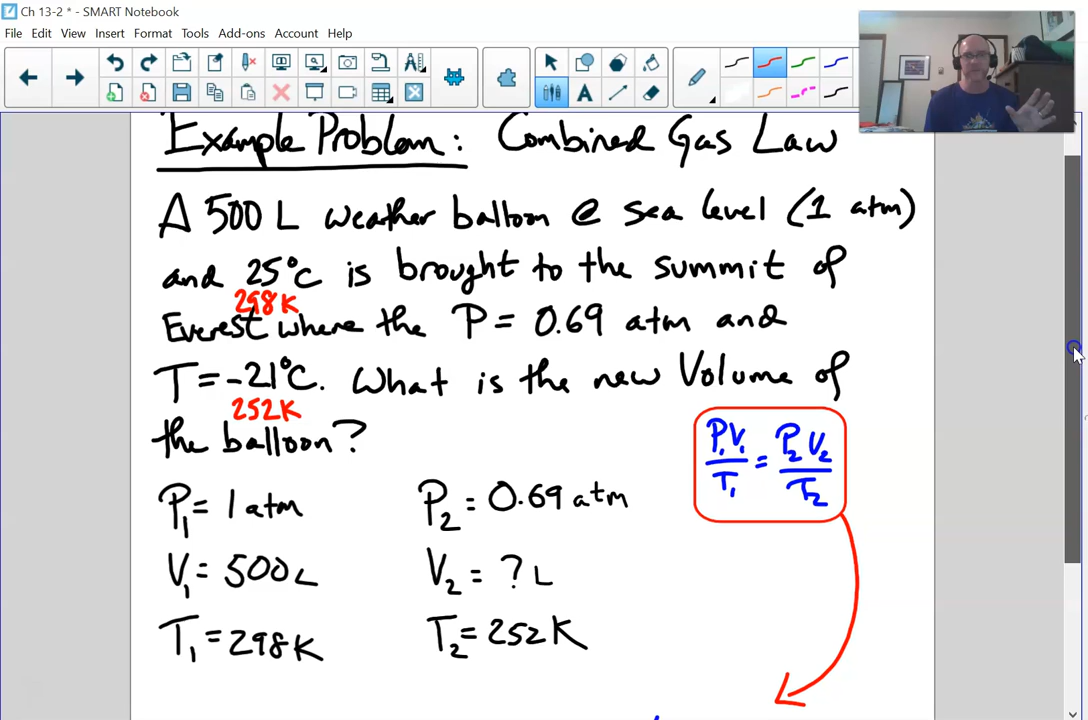 Ch 13-2 * - SMART Notebook
File Edit View Insert Format Tools Add-ons Account Help
Example Problem: Combined Gas Law
A 500 L weather balloon @ sea level (1 atm)
and 25°C is brought to the summit of
298K
Everest where the P = 0.69 atm and
T = -21°C. What is the new Volume of
252K
the balloon?
P₁V₁/T₁ = P₂V₂/T₂
P₁ = 1 atm P₂ = 0.69 atm
V₁ = 500L V₂ = ? L
T₁ = 298K T₂ = 252K